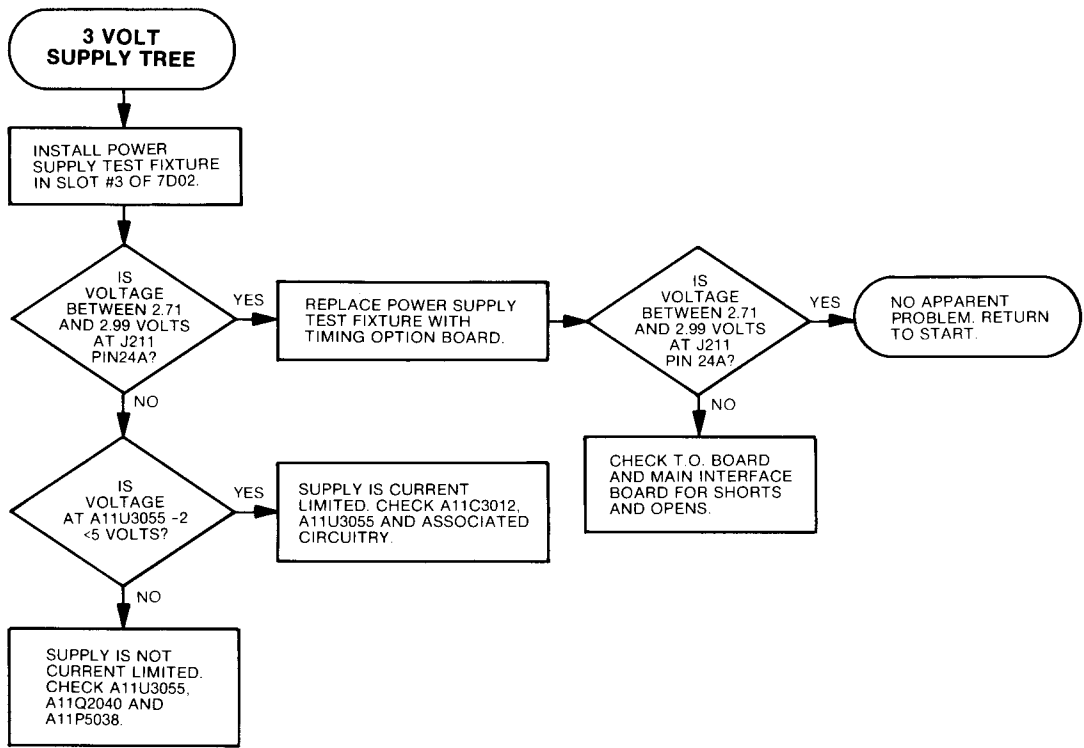 3 VOLT
SUPPLY TREE
INSTALL POWER
SUPPLY TEST FIXTURE
IN SLOT #3 OF 7D02.
IS
VOLTAGE
BETWEEN 2.71
AND 2.99 VOLTS
AT J211
PIN24A?
YES
REPLACE POWER SUPPLY
TEST FIXTURE WITH
TIMING OPTION BOARD.
IS
VOLTAGE
BETWEEN 2.71
AND 2.99 VOLTS
AT J211
PIN 24A?
YES
NO APPARENT
PROBLEM. RETURN
TO START.
NO
NO
CHECK T.O. BOARD
AND MAIN INTERFACE
BOARD FOR SHORTS
AND OPENS.
IS
VOLTAGE
AT A11U3055 -2
<5 VOLTS?
YES
SUPPLY IS CURRENT
LIMITED. CHECK A11C3012,
A11U3055 AND ASSOCIATED
CIRCUITRY.
NO
SUPPLY IS NOT
CURRENT LIMITED.
CHECK A11U3055,
A11Q2040 AND
A11P5038.